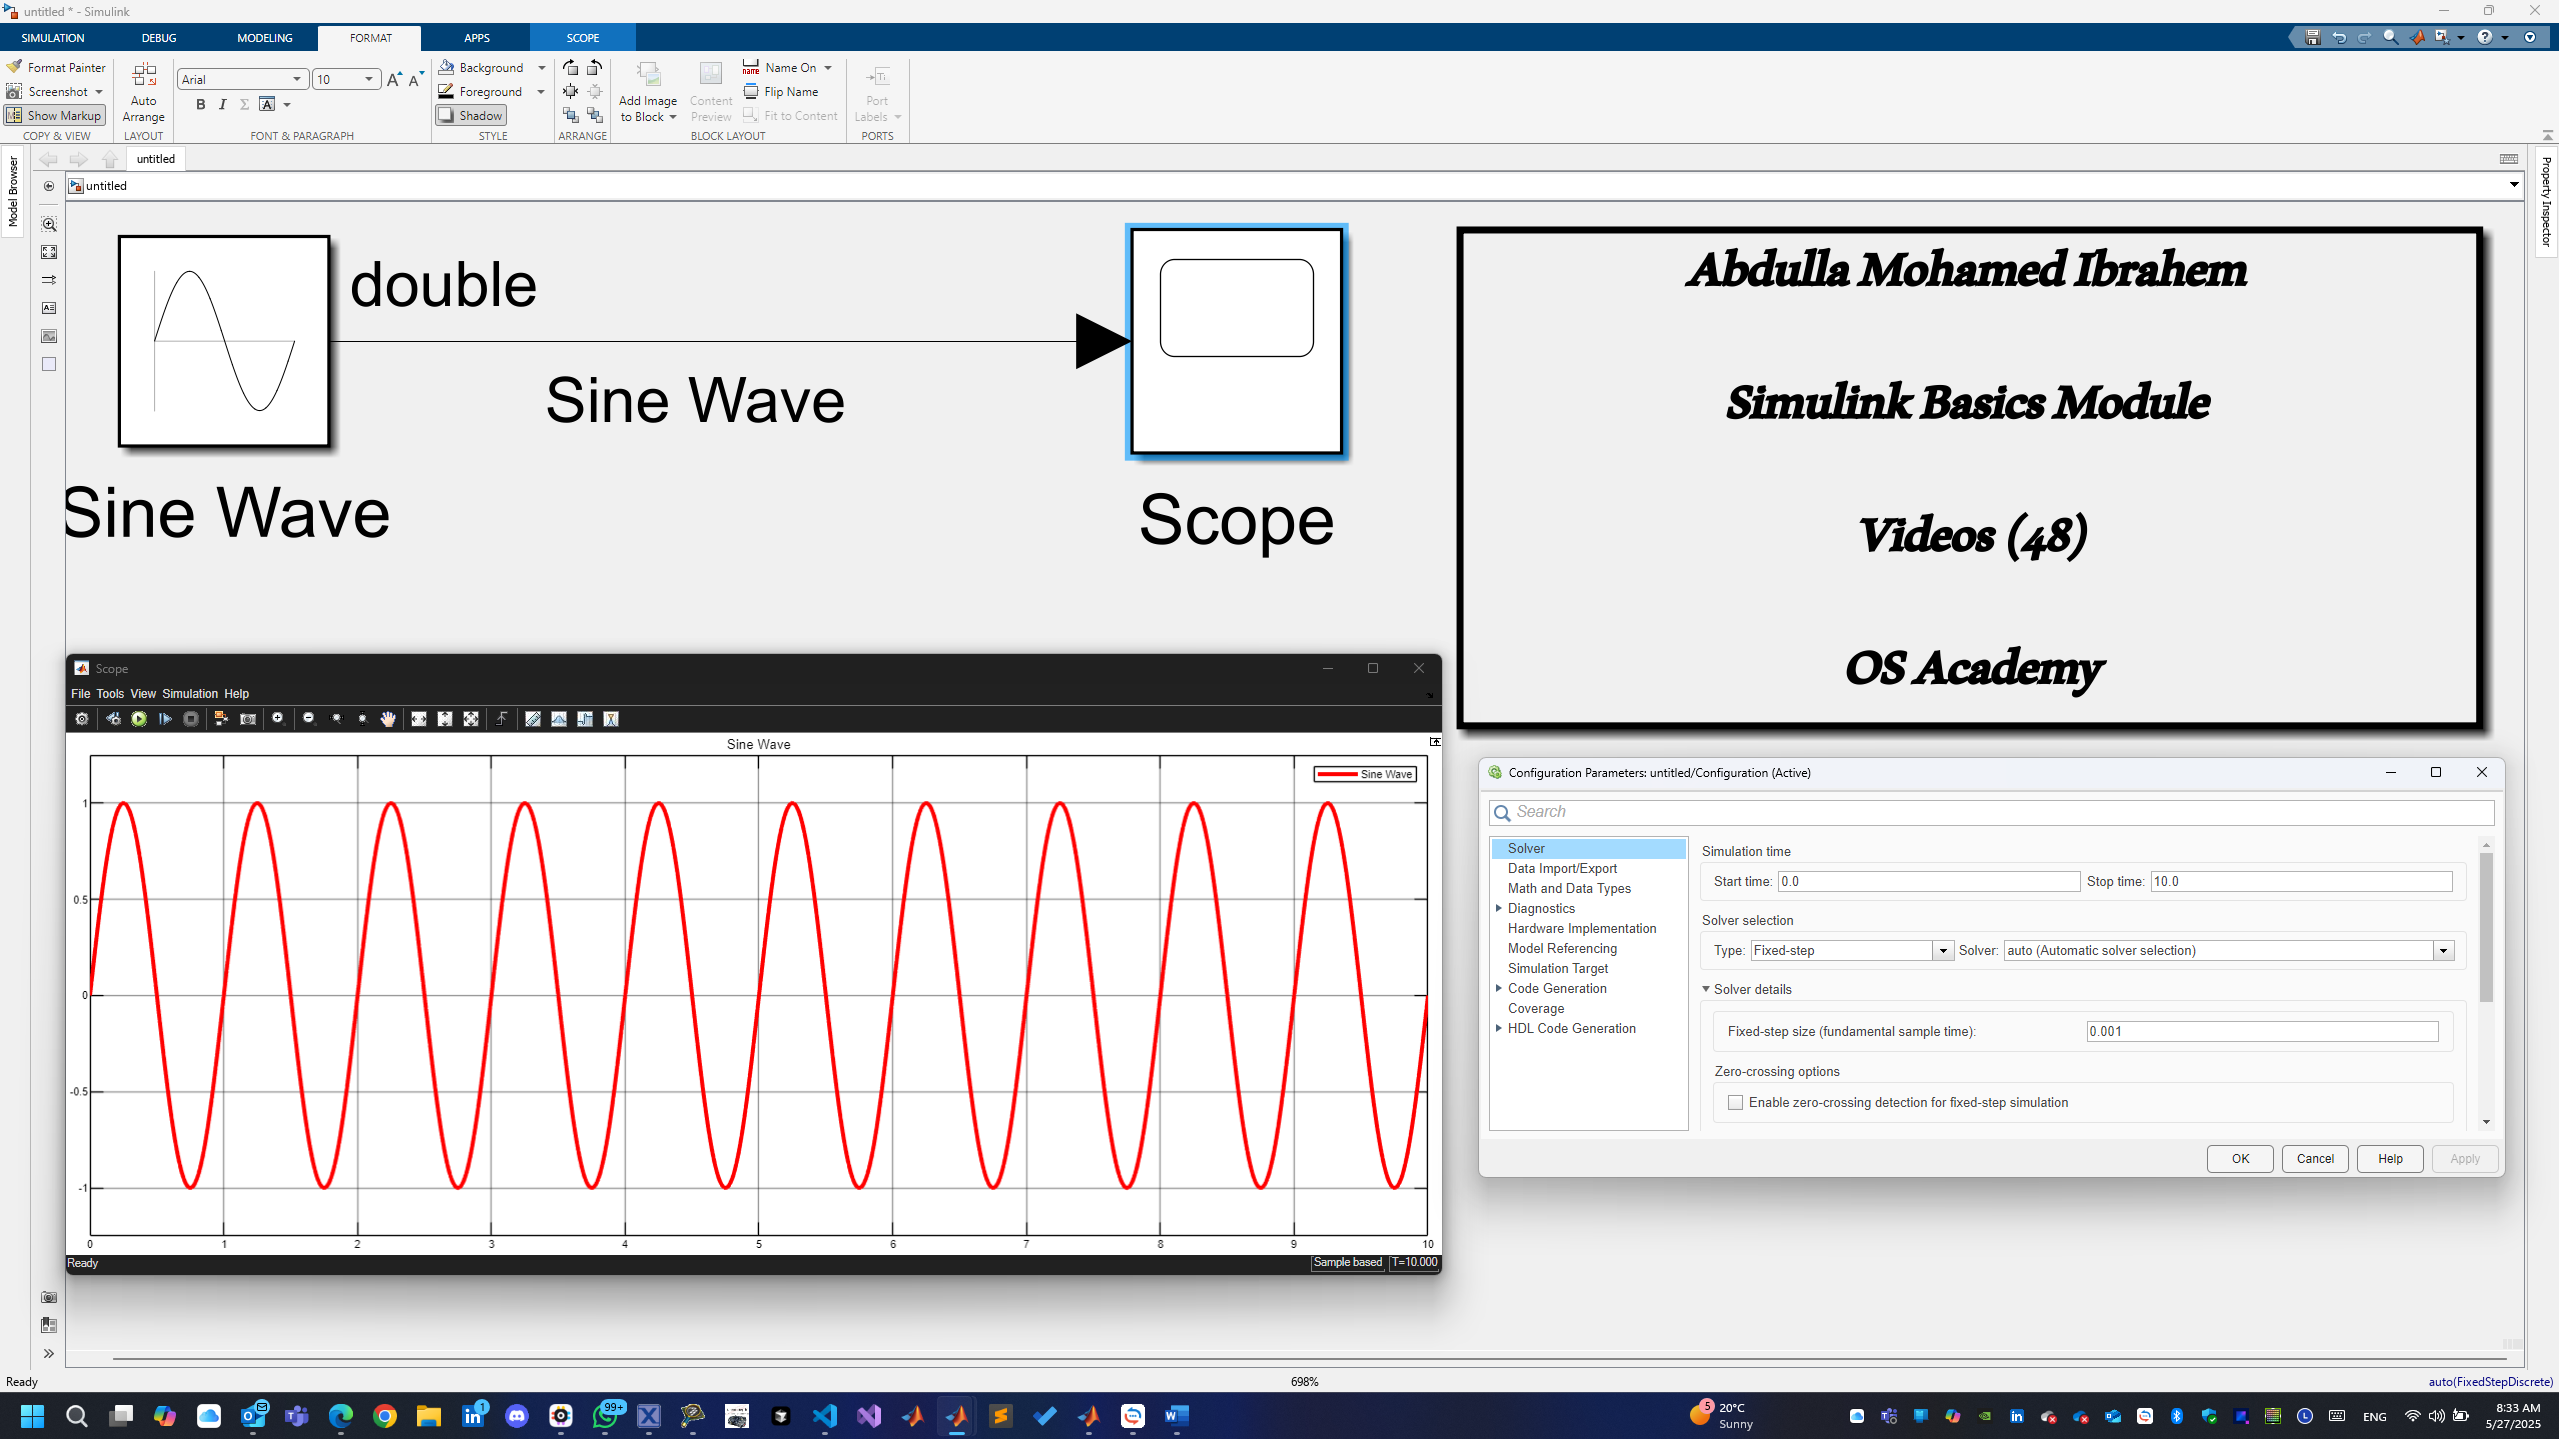 untitled * - Simulink
SIMULATION
DEBUG
MODELING
FORMAT
APPS
SCOPE
Format Painter
Screenshot
Show Markup
COPY & VIEW
Auto
Arrange
LAYOUT
Arial
10
B I
FONT & PARAGRAPH
Background
Foreground
Shadow
STYLE
ARRANGE
Add Image
to Block
Content
Preview
Name On
Flip Name
Fit to Content
BLOCK LAYOUT
Port
Labels
PORTS
Model Browser
untitled
untitled
Property Inspector
double
Sine Wave
Sine Wave
Scope
Abdulla Mohamed Ibrahem
Simulink Basics Module
Videos (48)
OS Academy
Scope
File Tools View Simulation Help
Sine Wave
Sine Wave
1
0.5
0
-0.5
-1
0 1 2 3 4 5 6 7 8 9 10
Ready
Sample based T=10.000
Configuration Parameters: untitled/Configuration (Active)
Search
Solver
Data Import/Export
Math and Data Types
Diagnostics
Hardware Implementation
Model Referencing
Simulation Target
Code Generation
Coverage
HDL Code Generation
Simulation time
Start time: 0.0 Stop time: 10.0
Solver selection
Type: Fixed-step Solver: auto (Automatic solver selection)
Solver details
Fixed-step size (fundamental sample time): 0.001
Zero-crossing options
Enable zero-crossing detection for fixed-step simulation
OK Cancel Help Apply
Ready
698%
auto(FixedStepDiscrete)
1
99+
5
20°C
Sunny
ENG
8:33 AM
5/27/2025